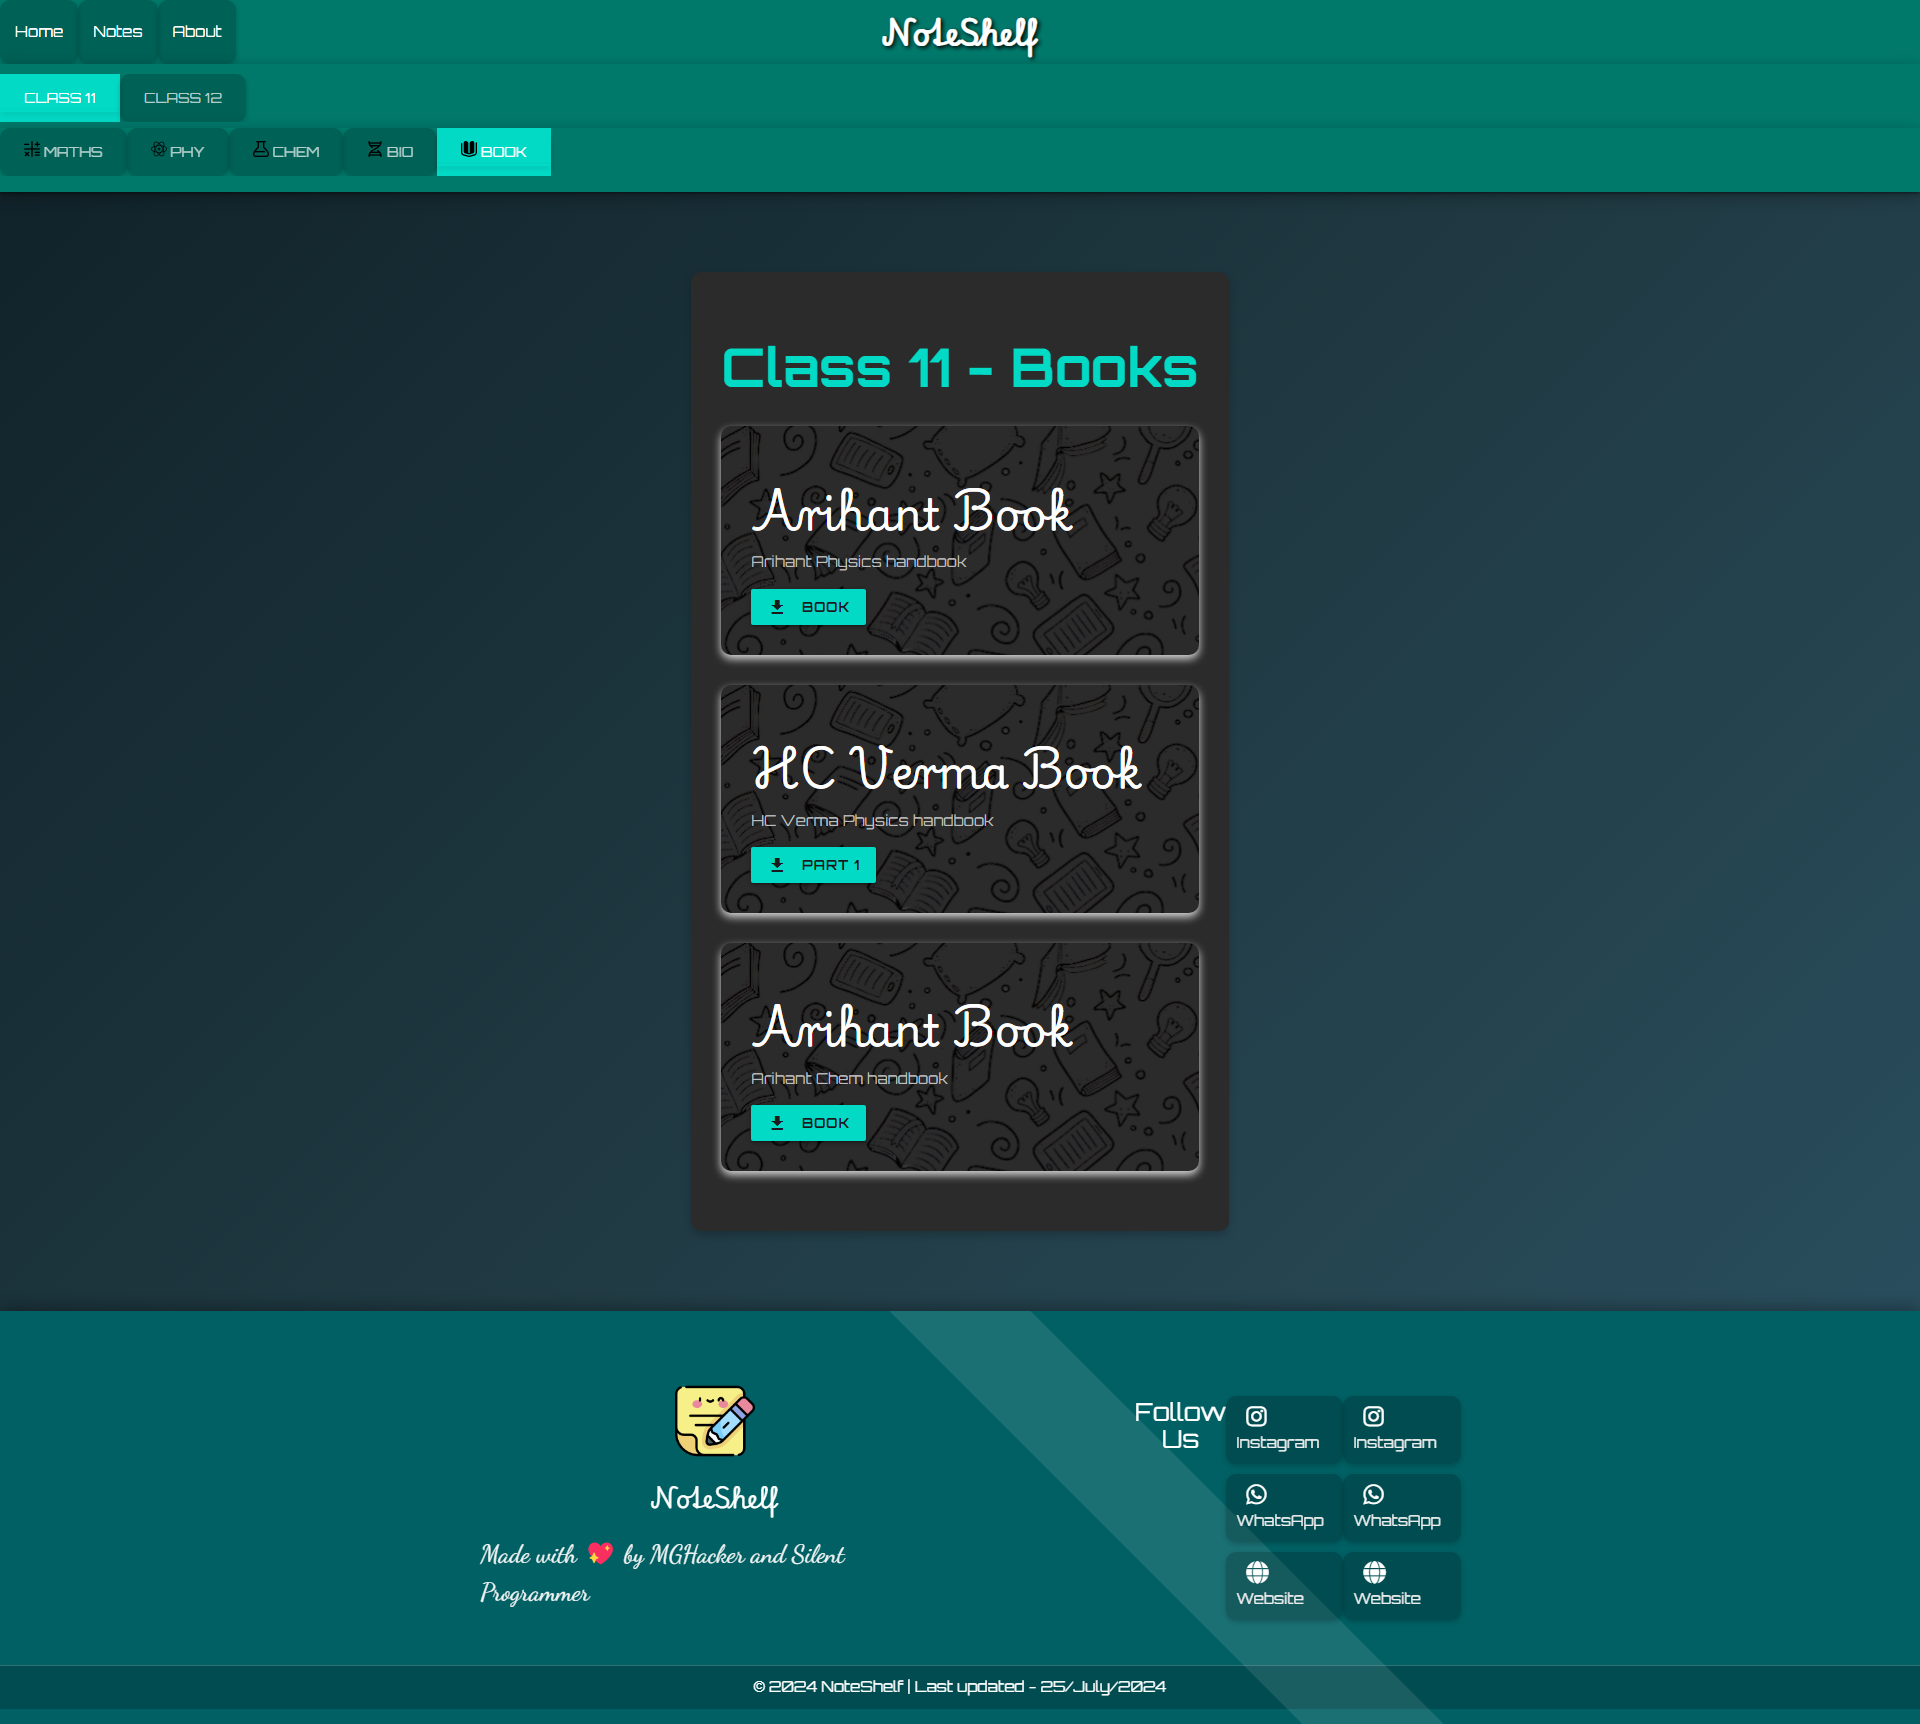 Home Notes About
NoteShelf
CLASS 11 CLASS 12
MATHS PHY CHEM BIO BOOK
Class 11 - Books
Arihant Book
Arihant Physics handbook
BOOK
HC Verma Book
HC Verma Physics handbook
PART 1
Arihant Book
Arihant Chem handbook
BOOK
NoteShelf
Made with 💖 by MGHacker and Silent
Programmer
Follow
Us
Instagram Instagram
WhatsApp WhatsApp
Website Website
© 2024 NoteShelf | Last updated - 25/July/2024